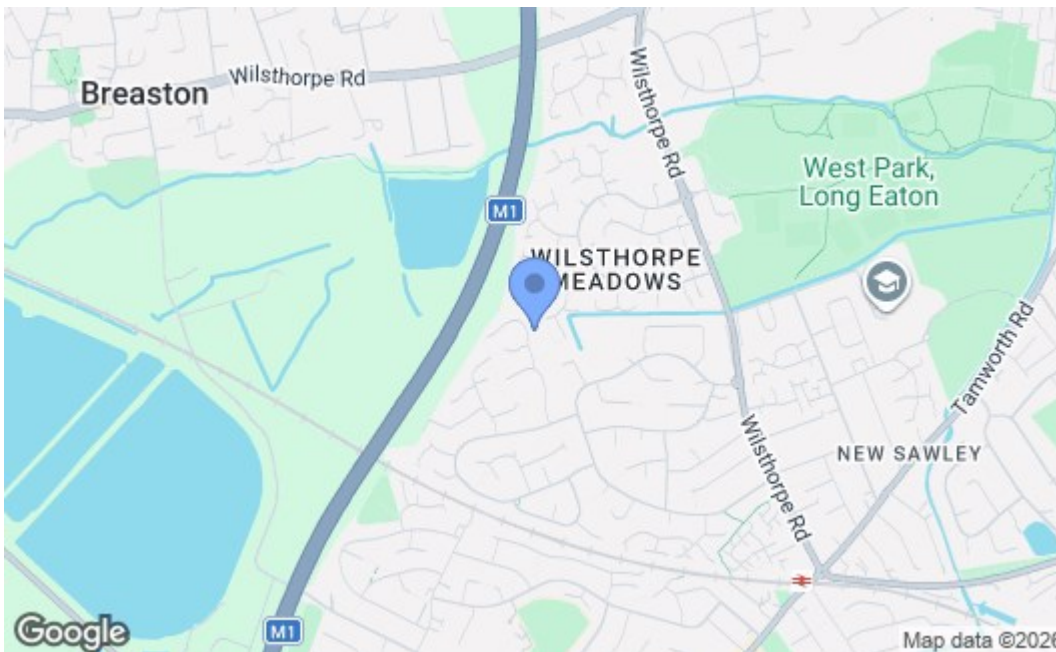 Breaston
Wilsthorpe Rd
M1
Wilsthorpe Rd
West Park,
Long Eaton
WILSTHORPE
MEADOWS
Tamworth Rd
Wilsthorpe Rd
NEW SAWLEY
M1
Google
Map data ©2026